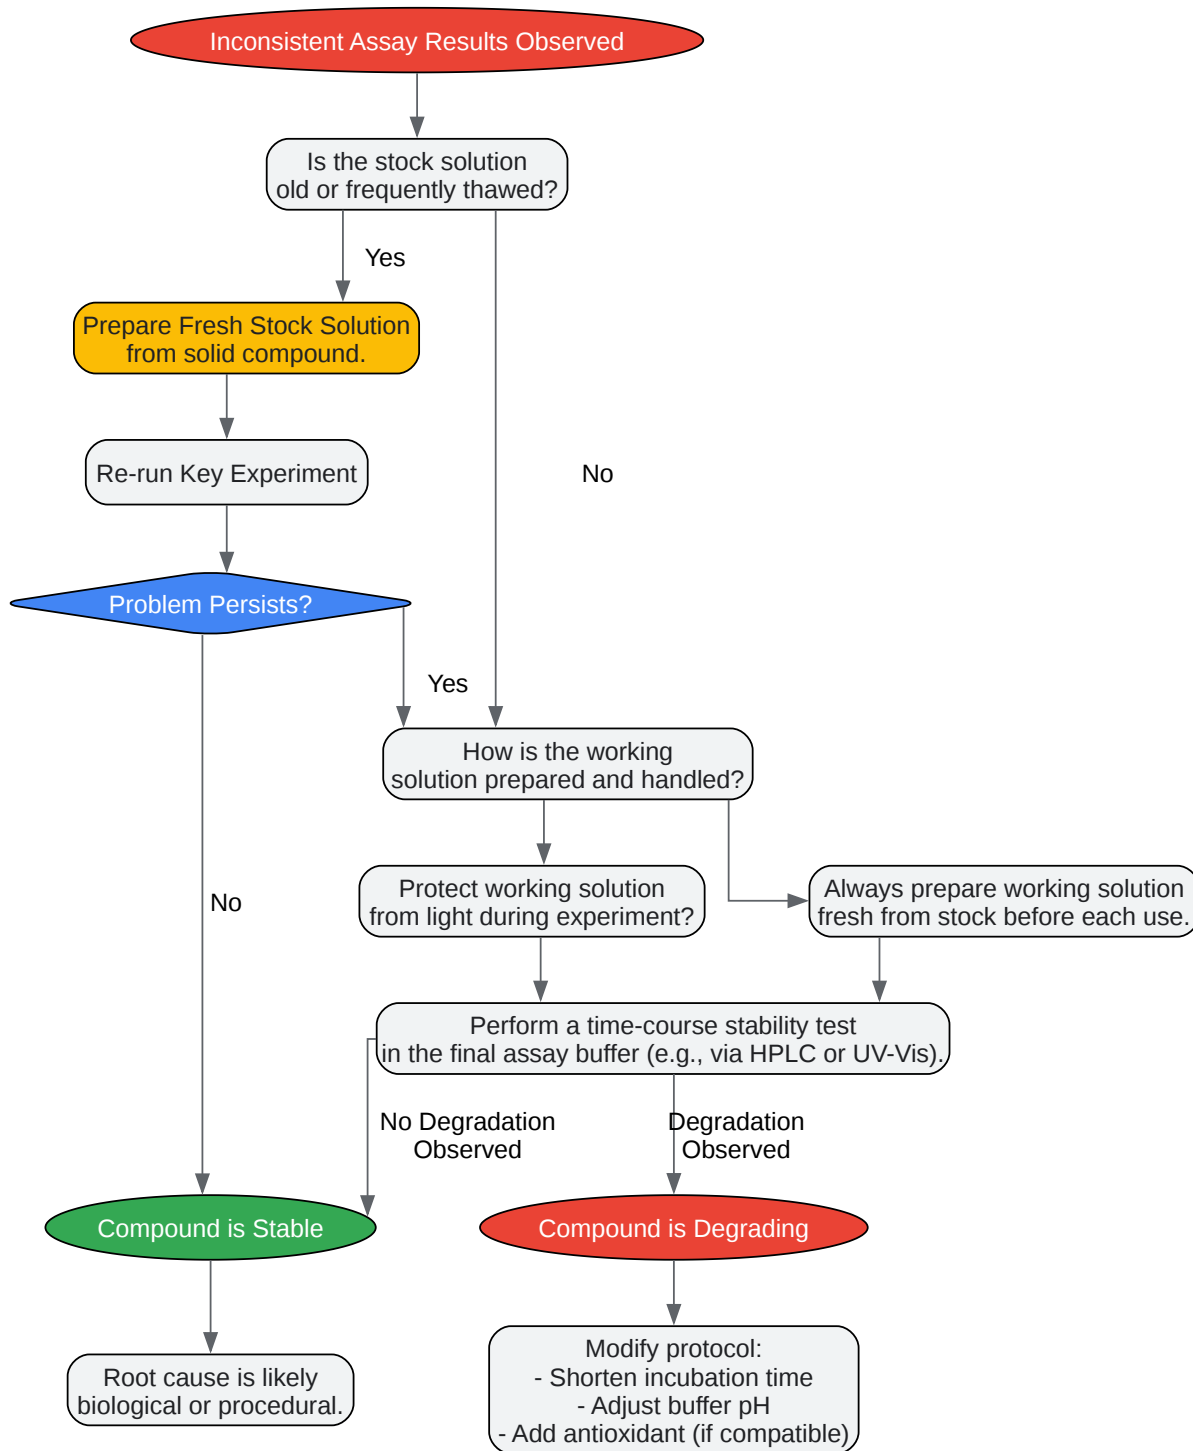 Inconsistent Assay Results Observed
Is the stock solution
old or frequently thawed?
Yes
Prepare Fresh Stock Solution
from solid compound.
Re-run Key Experiment
No
Problem Persists?
Yes
How is the working
solution prepared and handled?
No
Protect working solution
from light during experiment?
Always prepare working solution
fresh from stock before each use.
Perform a time-course stability test
in the final assay buffer (e.g., via HPLC or UV-Vis).
No Degradation
Observed
Degradation
Observed
Compound is Stable
Compound is Degrading
Root cause is likely
biological or procedural.
Modify protocol:
- Shorten incubation time
- Adjust buffer pH
- Add antioxidant (if compatible)